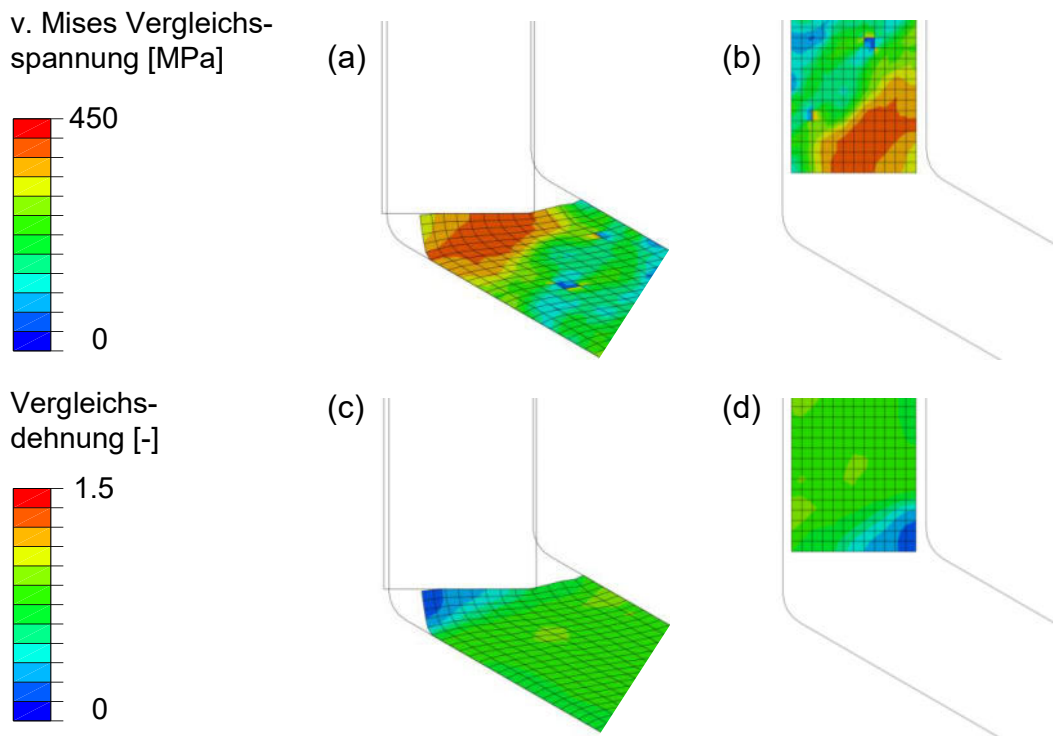 v. Mises Vergleichs-
spannung [MPa]
450
0
(a)
(b)
Vergleichs-
dehnung [-]
1.5
0
(c)
(d)